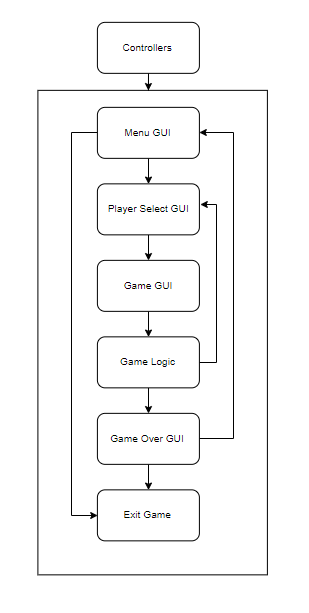 Controllers
Menu GUI
Player Select GUI
Game GUI
Game Logic
Game Over GUI
Exit Game